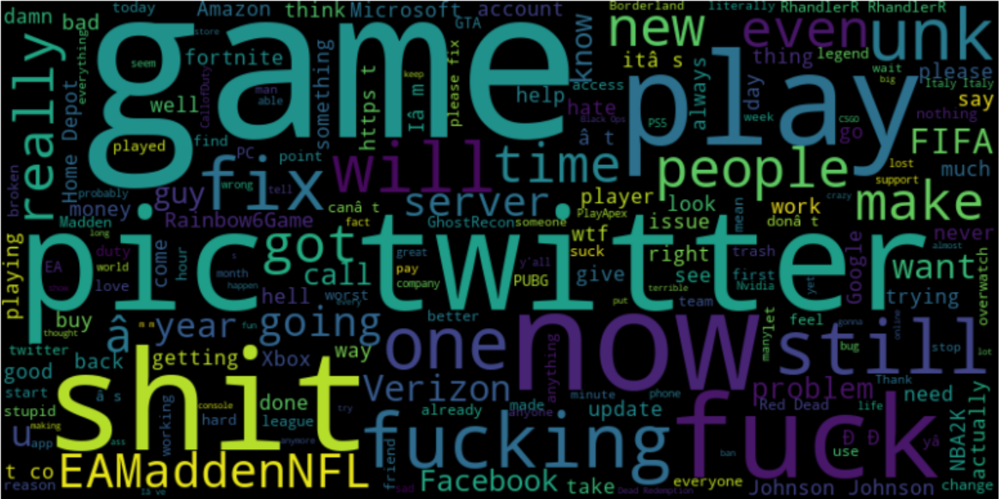 damn
bad
today
Amazon
think
Microsoft
account
GTA
Borderland
literally
RhandlerR RhandlerR
game
new
even
unk
really
everything
store
seem
fortnite
something
https t
keep
Iâ m
please fix
know
itâ s
thing
legend
wait
big
please
Italy Italy
say
nothing
play
always
day
well
CallofDuty
man
able
help
access
hate
Black Ops
PS5
week
CSGO
go
FIFA
Home Depot
played
find
PC
point
will
time
â t
people
lost
support
much
broken
probably
money
guy
fix
wrong
tell
server
player
look
work
make
crazy
Madden
Rainbow6Game
canâ t
fact
GhostRecon
someone
PlayApex
issue
donâ t
mean
never
almost
playing
long
EA
duty
world
love
show
come
hour
s
month
happen
pic
got
call
twitter
great
pay
company
wtf
suck
y'all
PUBG
give
right
see
terrible
trash
first
Nvidia
yet
Google
want
overwatch
trying
hell
worst
every
put
team
buy
thought
â
year
fun
going
better
one
now
many
let
feel
gonna
still
online
bug
stop
lot
twitter
back
good
start
â s
shit
getting
Xbox
way
Verizon
anything
problem
Thank
need
Red Dead
life
stupid
making
u
app
ass
working
console
hard
done
league
try
anymore
already
made
anyone
minute
phone
update
fucking
fuck
ban
use
Ð Ð
yâ
NBA2K
actually
t co
reason
EAMaddenNFL
Iâ ve
friend
sad
Facebook
take
Dead Redemption
everyone
Johnson Johnson
change